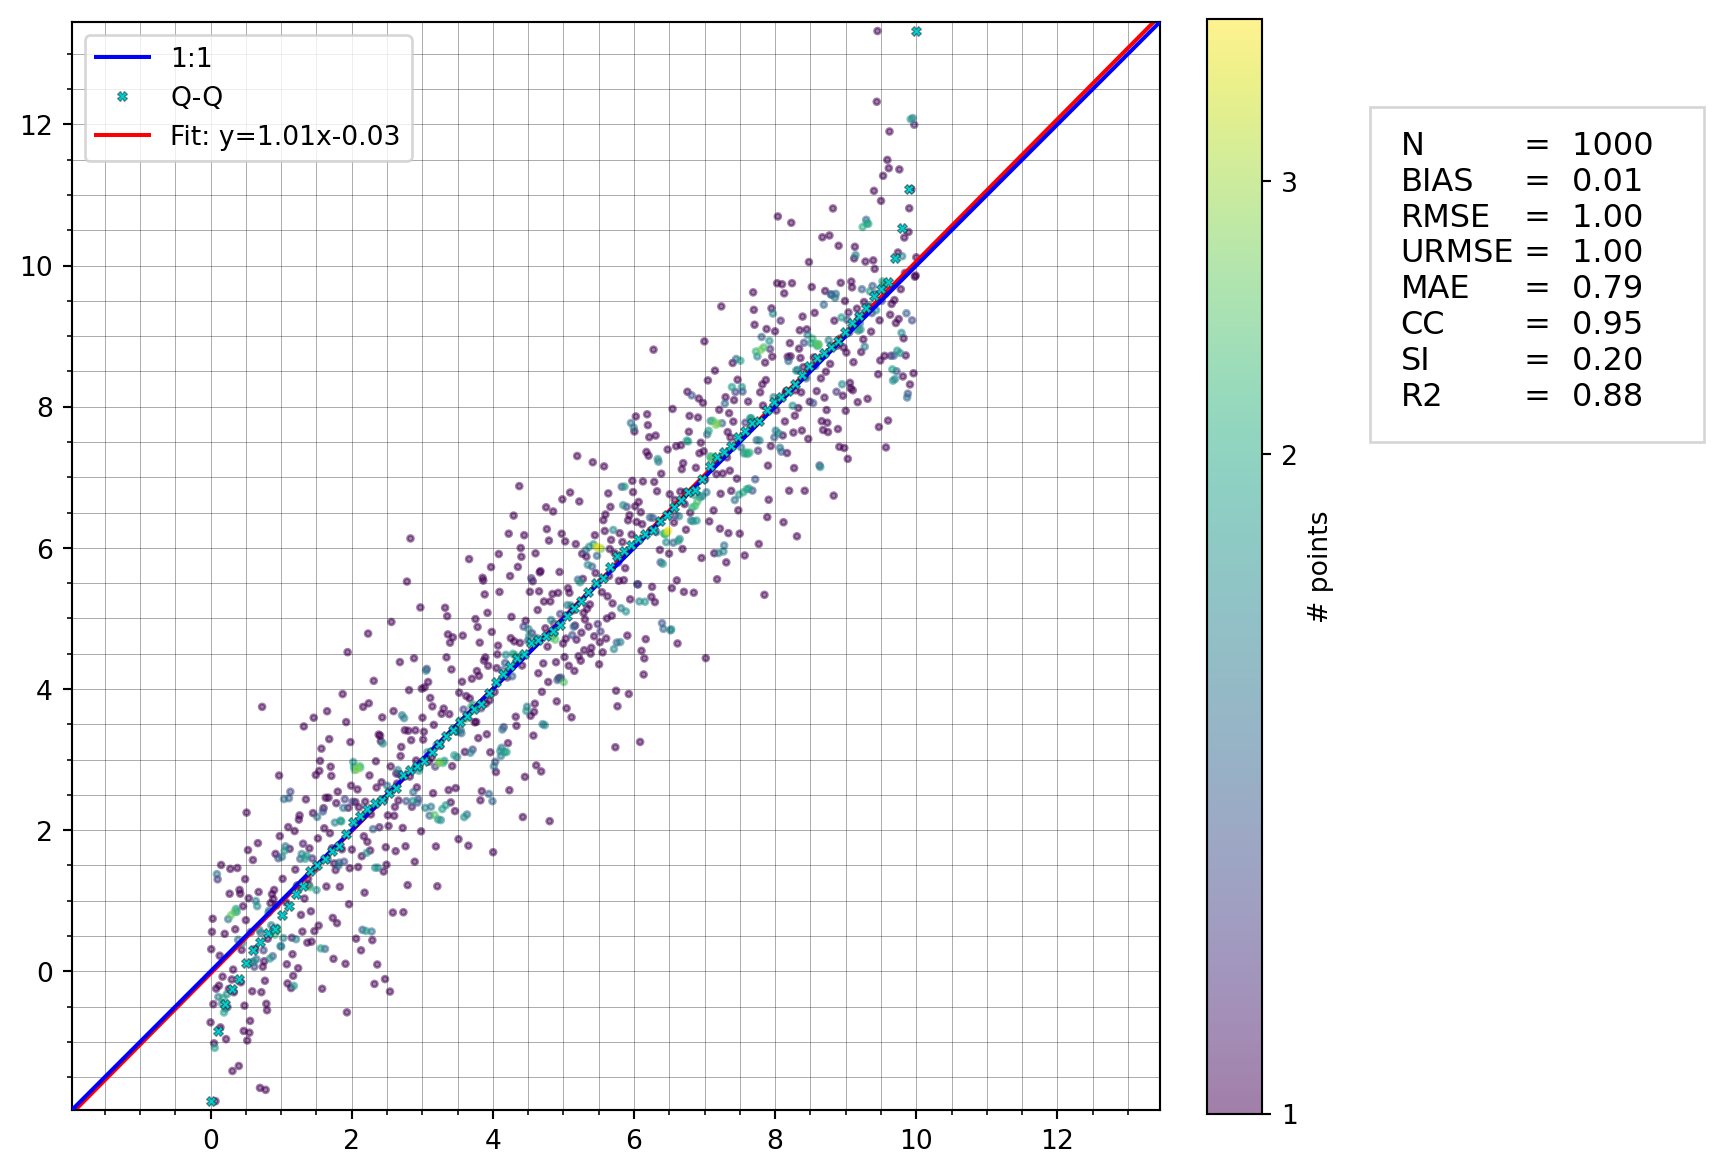 1:1
Q-Q
Fit: y=1.01x-0.03
12
10
8
6
4
2
0
0 2 4 6 8 10 12
3
2
1
# points
N = 1000
BIAS = 0.01
RMSE = 1.00
URMSE = 1.00
MAE = 0.79
CC = 0.95
SI = 0.20
R2 = 0.88